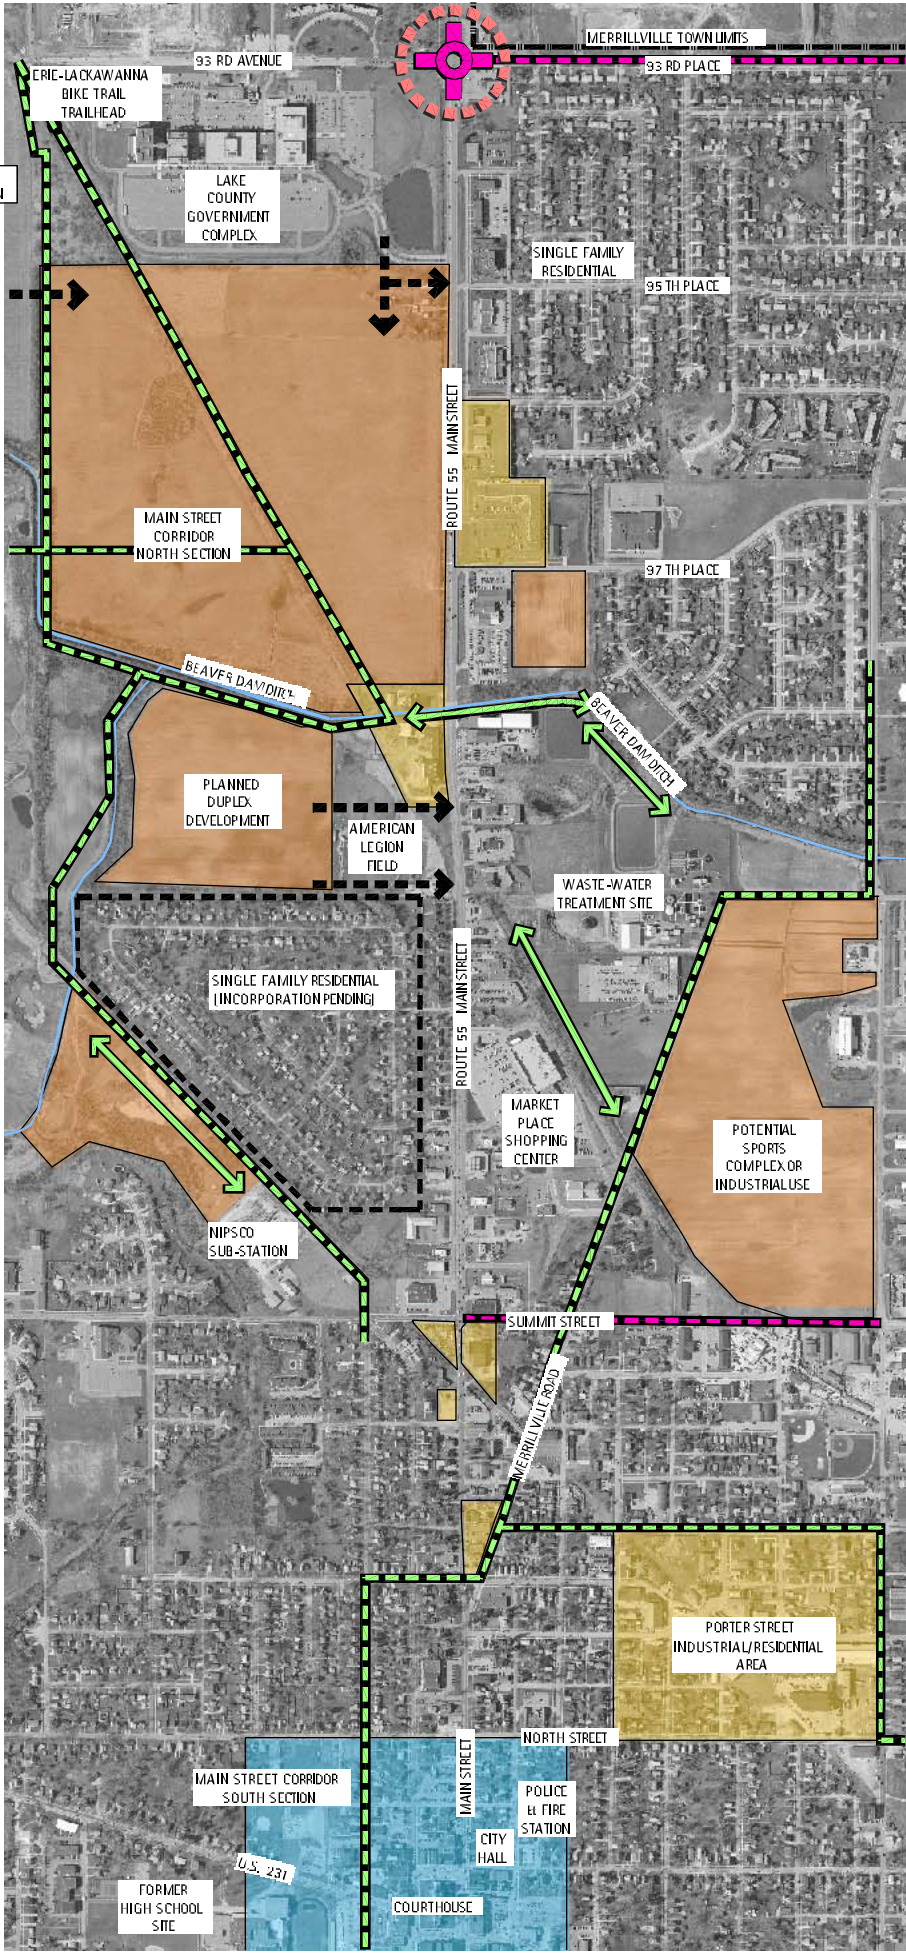 MERRILLVILLE TOWN LIMITS
93 RD AVENUE
93 RD PLACE
ERIE-LACKAWANNA
BIKE TRAIL
TRAILHEAD
N
LAKE
COUNTY
GOVERNMENT
COMPLEX
SINGLE FAMILY
RESIDENTIAL
95 TH PLACE
ROUTE 55 MAIN STREET
MAIN STREET
CORRIDOR
NORTH SECTION
97 TH PLACE
BEAVER DAM DITCH
BEAVER DAM DITCH
PLANNED
DUPLEX
DEVELOPMENT
AMERICAN
LEGION
FIELD
WASTE-WATER
TREATMENT SITE
SINGLE FAMILY RESIDENTIAL
(INCORPORATION PENDING)
ROUTE 55 MAIN STREET
MARKET
PLACE
SHOPPING
CENTER
POTENTIAL
SPORTS
COMPLEX OR
INDUSTRIAL USE
NIPSCO
SUB-STATION
SUMMIT STREET
MERRILLVILLE ROAD
PORTER STREET
INDUSTRIAL/RESIDENTIAL
AREA
NORTH STREET
MAIN STREET
MAIN STREET CORRIDOR
SOUTH SECTION
POLICE
& FIRE
STATION
CITY
HALL
U.S. 231
FORMER
HIGH SCHOOL
SITE
COURTHOUSE